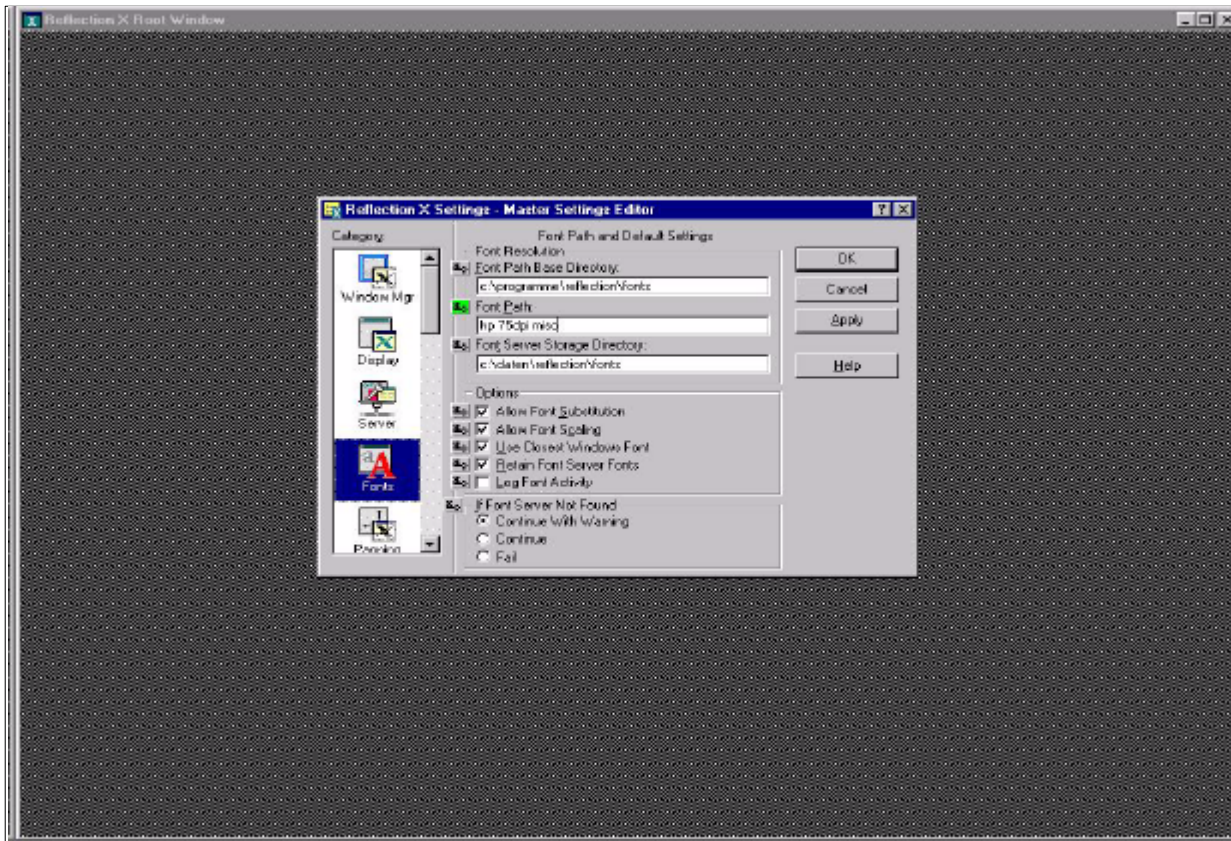 Reflection X Root Window
Reflection X Settings - Master Settings Editor
Category:
Window Mgr
Display
Server
Fonts
Panning
Font Path and Default Settings
Font Resolution
Font Path Base Directory:
c:\programme\reflection\fonts
Font Path:
hp 75dpi misc
Font Server Storage Directory:
c:\daten\reflection\fonts
Options
Allow Font Substitution
Allow Font Scaling
Use Closest Windows Font
Retain Font Server Fonts
Log Font Activity
If Font Server Not Found
Continue With Warning
Continue
Fail
OK
Cancel
Apply
Help